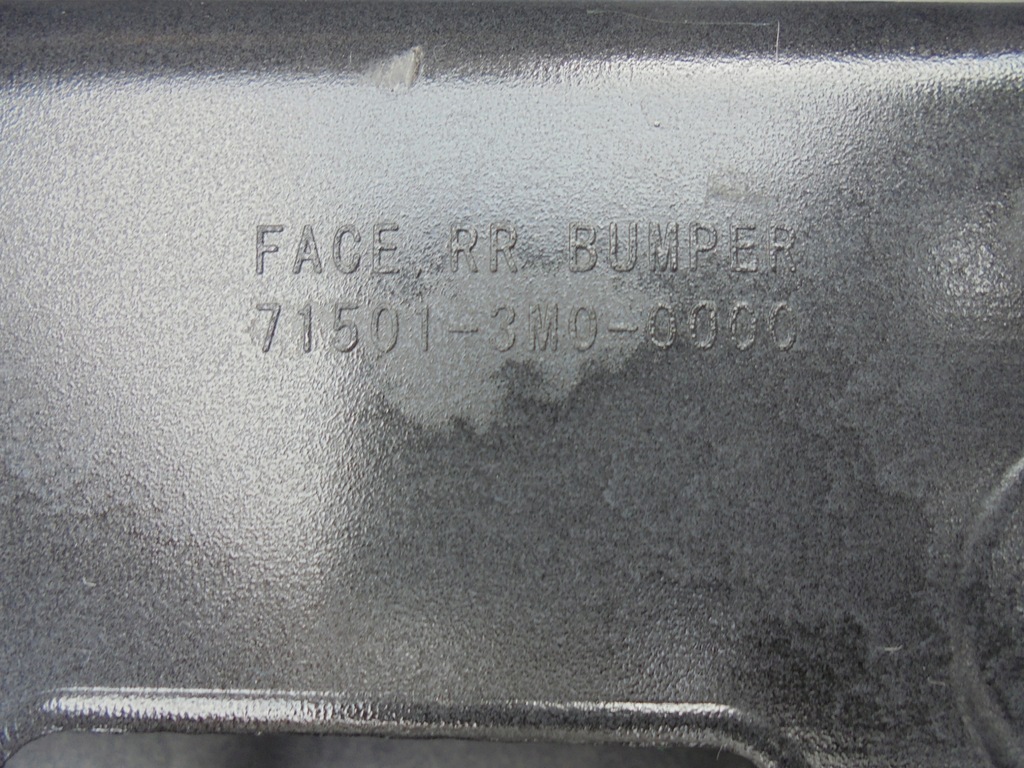 FACE,RR BUMPER
71501-3M0-0000